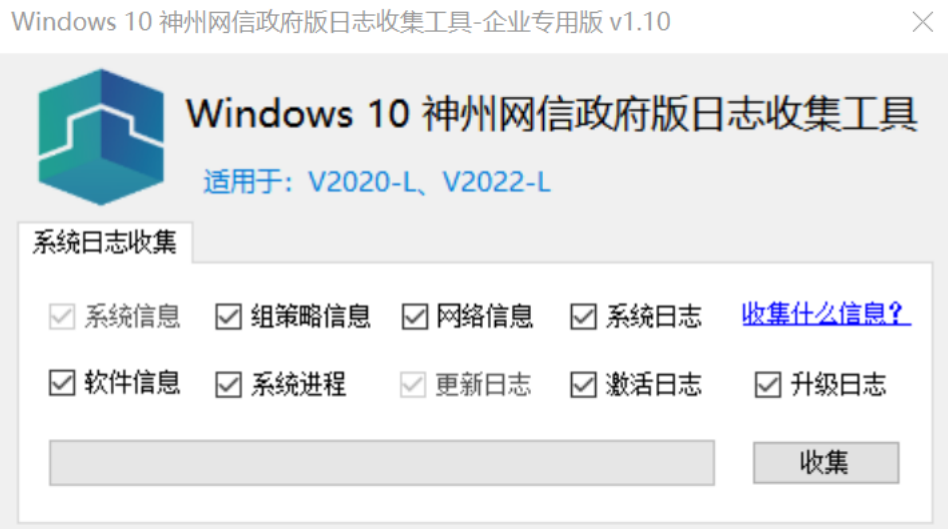 Windows 10 神州网信政府版日志收集工具-企业专用版 v1.10
Windows 10 神州网信政府版日志收集工具
适用于：V2020-L、V2022-L
系统日志收集
系统信息 组策略信息 网络信息 系统日志 收集什么信息？
软件信息 系统进程 更新日志 激活日志 升级日志
收集